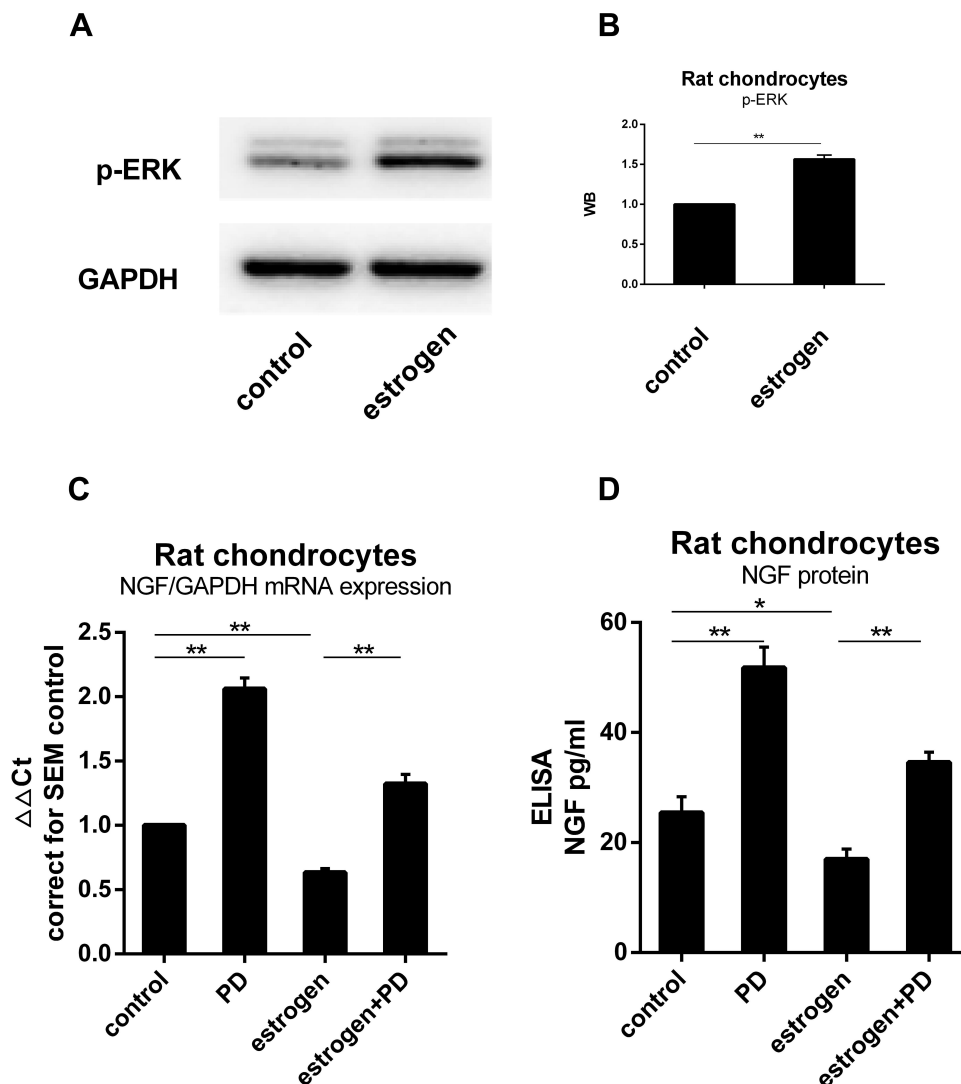 A
p-ERK
GAPDH
control
estrogen
B
Rat chondrocytes
p-ERK
**
WB
2.0
1.5
1.0
0.5
0.0
control
estrogen
C
Rat chondrocytes
NGF/GAPDH mRNA expression
**
**
**
△△Ct
correct for SEM control
2.5
2.0
1.5
1.0
0.5
0.0
control
PD
estrogen
estrogen+PD
D
Rat chondrocytes
NGF protein
*
**
**
ELISA
NGF pg/ml
60
40
20
0
control
PD
estrogen
estrogen+PD